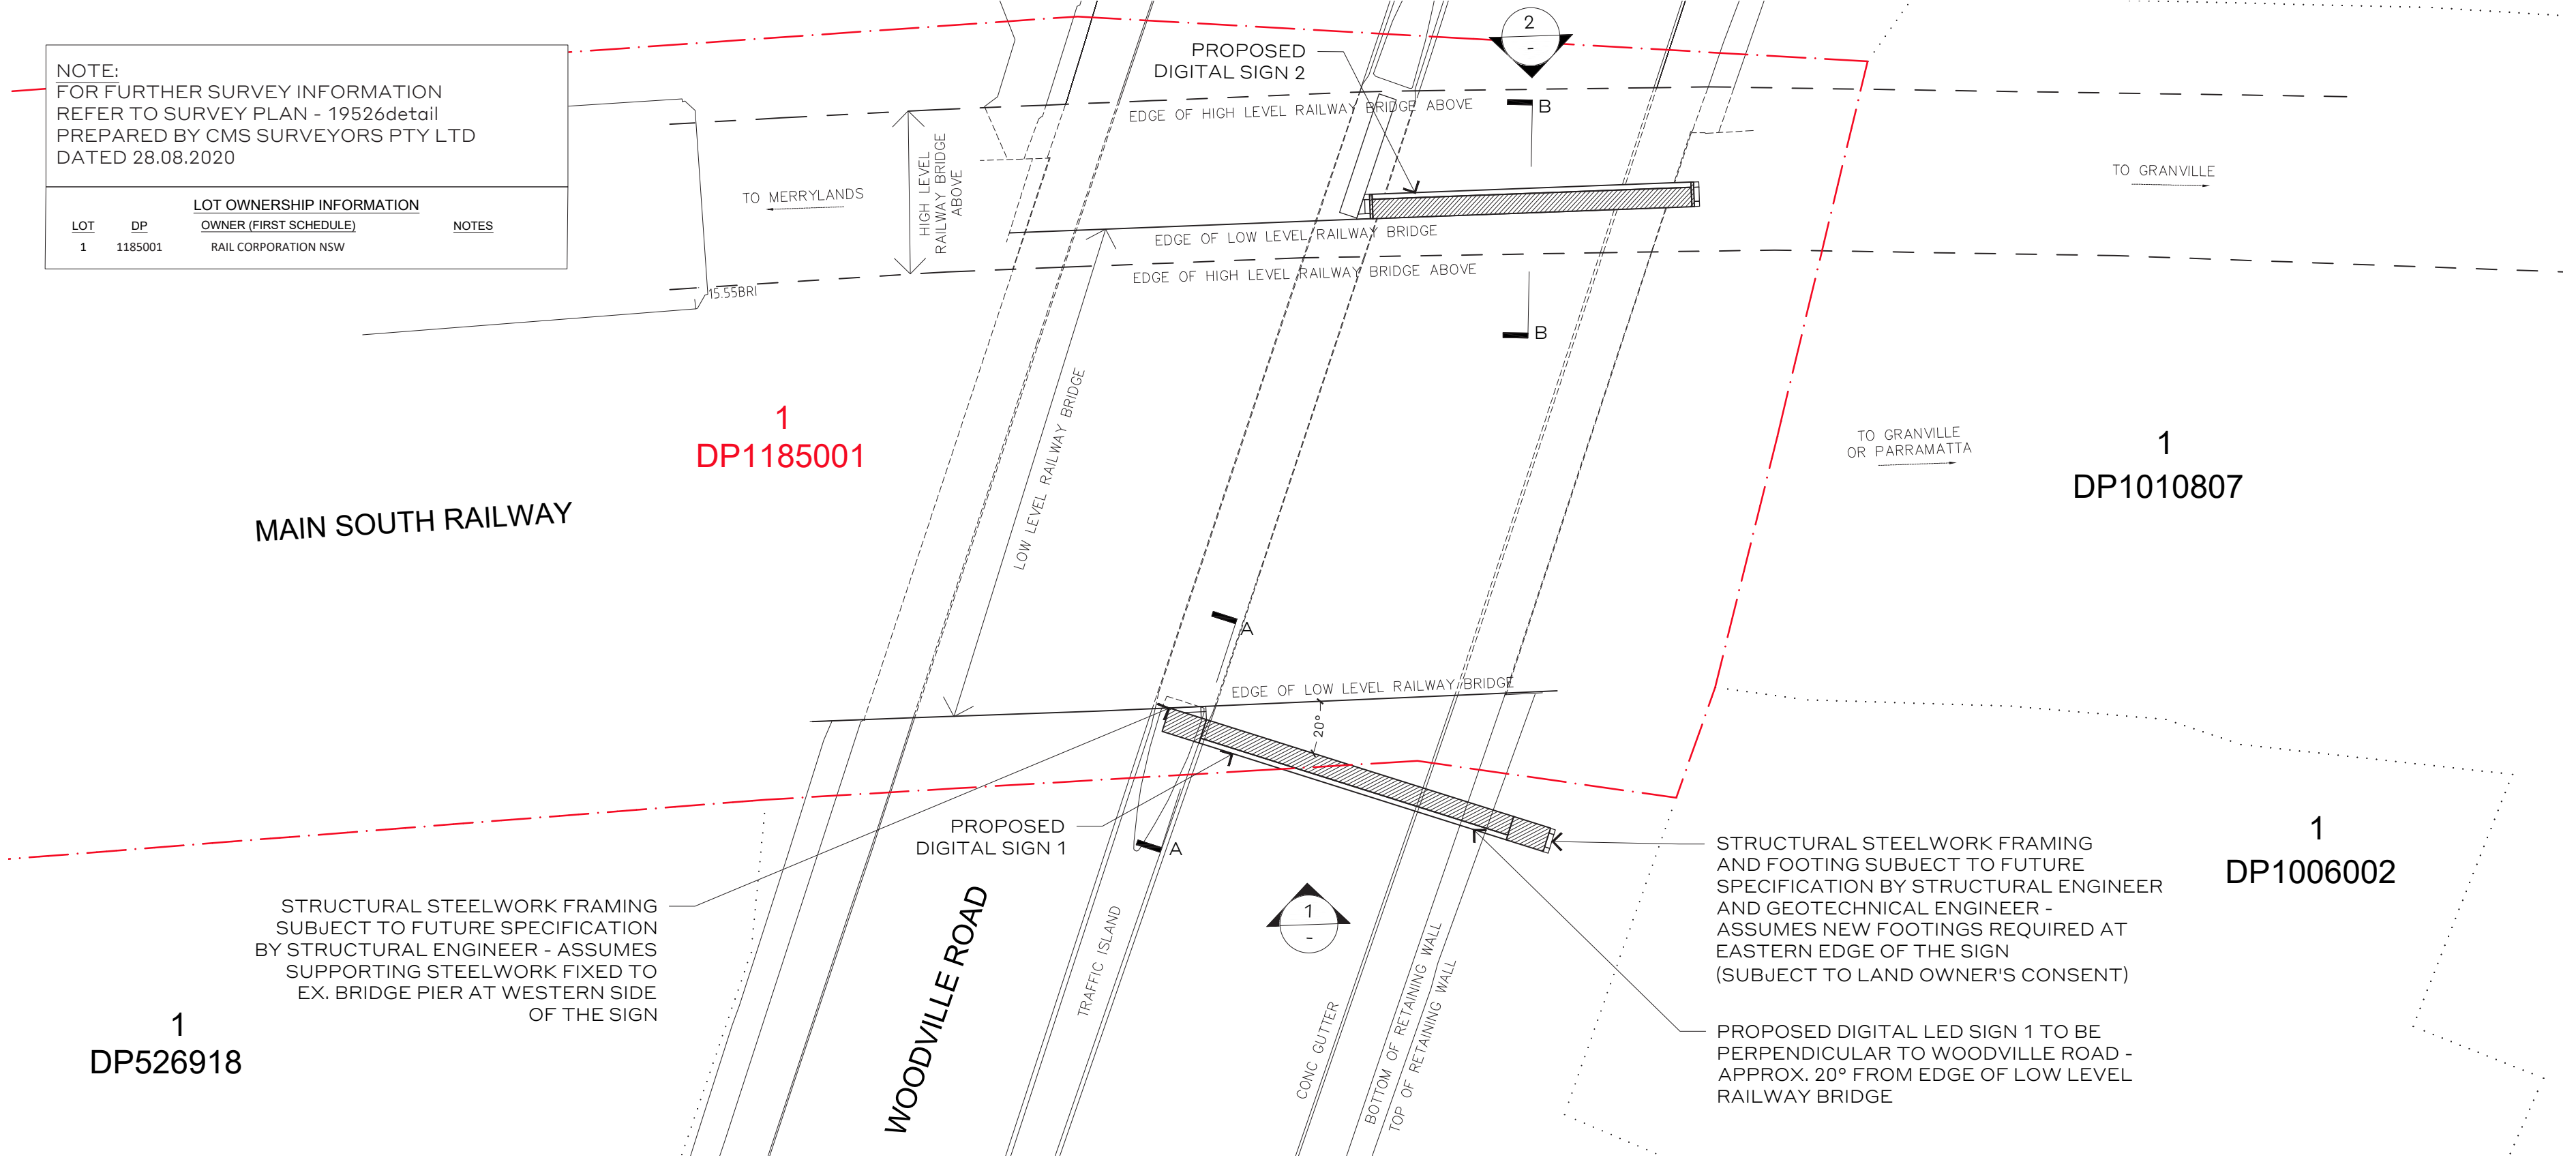 NOTE:
FOR FURTHER SURVEY INFORMATION
REFER TO SURVEY PLAN - 19526detail
PREPARED BY CMS SURVEYORS PTY LTD
DATED 28.08.2020
LOT OWNERSHIP INFORMATION
LOT DP OWNER (FIRST SCHEDULE) NOTES
1 1185001 RAIL CORPORATION NSW
PROPOSED
DIGITAL SIGN 2
2
-
B
EDGE OF HIGH LEVEL RAILWAY BRIDGE ABOVE
HIGH LEVEL
RAILWAY BRIDGE
ABOVE
TO MERRYLANDS
TO GRANVILLE
EDGE OF LOW LEVEL RAILWAY BRIDGE
EDGE OF HIGH LEVEL RAILWAY BRIDGE ABOVE
15.55BRI
B
LOW LEVEL RAILWAY BRIDGE
1
DP1185001
TO GRANVILLE
OR PARRAMATTA
1
DP1010807
MAIN SOUTH RAILWAY
A
EDGE OF LOW LEVEL RAILWAY BRIDGE
20°
PROPOSED
DIGITAL SIGN 1
A
STRUCTURAL STEELWORK FRAMING
SUBJECT TO FUTURE SPECIFICATION
BY STRUCTURAL ENGINEER - ASSUMES
SUPPORTING STEELWORK FIXED TO
EX. BRIDGE PIER AT WESTERN SIDE
OF THE SIGN
WOODVILLE ROAD
TRAFFIC ISLAND
1
-
CONC GUTTER
BOTTOM OF RETAINING WALL
TOP OF RETAINING WALL
STRUCTURAL STEELWORK FRAMING
AND FOOTING SUBJECT TO FUTURE
SPECIFICATION BY STRUCTURAL ENGINEER
AND GEOTECHNICAL ENGINEER -
ASSUMES NEW FOOTINGS REQUIRED AT
EASTERN EDGE OF THE SIGN
(SUBJECT TO LAND OWNER'S CONSENT)
PROPOSED DIGITAL LED SIGN 1 TO BE
PERPENDICULAR TO WOODVILLE ROAD -
APPROX. 20° FROM EDGE OF LOW LEVEL
RAILWAY BRIDGE
1
DP1006002
1
DP526918